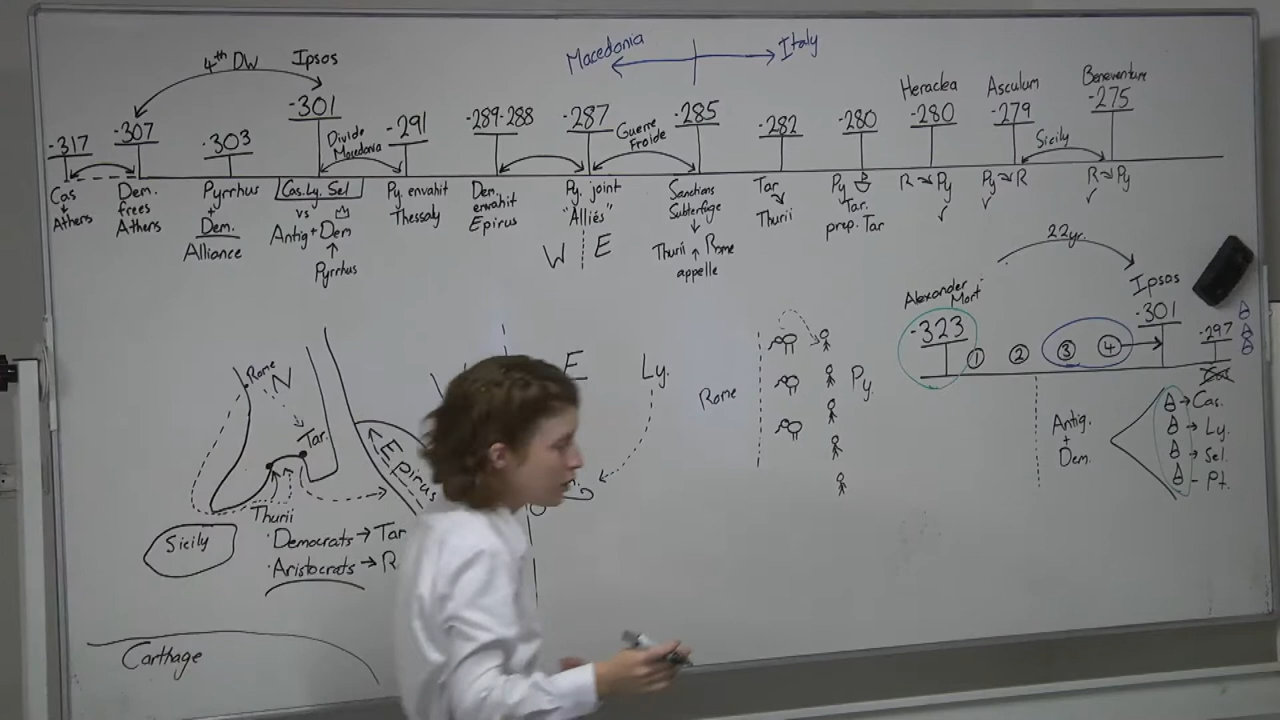 4th DW
Ipsos
Macedonia
Italy
Heraclea
Asculum
Beneventum
-317
-307
-303
-301
-291
-289-288
-287
-285
-282
-280
-280
-279
-275
Divide
Macedonia
Guerre
Froide
Sicily
Cas
+
Athens
Dem.
frees
Athens
Pyrrhus
+
Dem.
Alliance
Cas. Ly. Sel
vs
Antig + Dem
Pyrrhus
Py. envahit
Thessaly
Dem.
envahit
Epirus
Py. joint
"Alliés"
W E
Sanctions
Subterfuge
Thurii Rome
appelle
Tar
Thurii
Py
Tar.
prep. Tar
R Py
Py R
R Py
22yr.
Alexander
Mort
-323
1
2
3
4
Ipsos
-301
-297
Antig.
+
Dem.
Cas.
Ly.
Sel.
Pt.
Rome
N
Tar.
Epirus
Thurii
Sicily
Democrats → Tar
Aristocrats → R
Carthage
E
Ly.
Rome
Py.